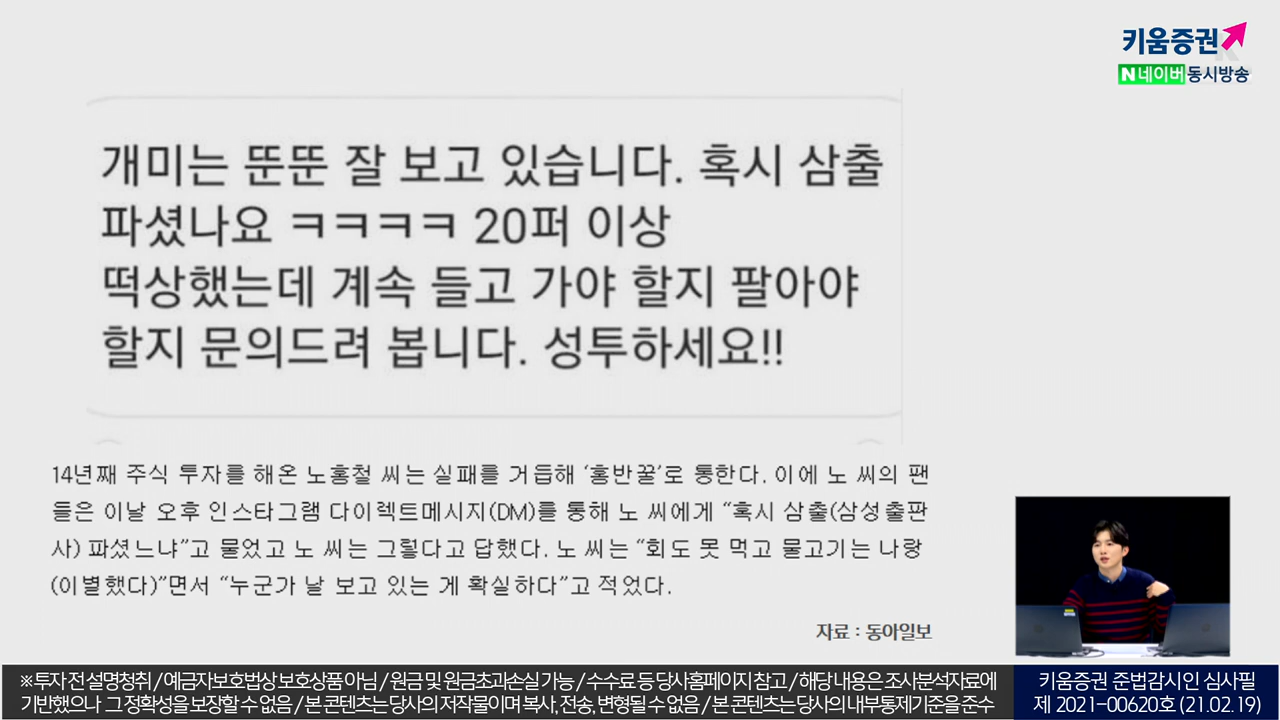 키움증권
N 네이버 동시방송
개미는 뚠뚠 잘 보고 있습니다. 혹시 삼출
파셨나요 ㅋㅋㅋㅋ 20퍼 이상
떡상했는데 계속 들고 가야 할지 팔아야
할지 문의드려 봅니다. 성투하세요!!
14년째 주식 투자를 해온 노홍철 씨는 실패를 거듭해 ‘홍반꿀’로 통한다. 이에 노 씨의 팬
들은 이날 오후 인스타그램 다이렉트메시지(DM)를 통해 노 씨에게 “혹시 삼출(삼성출판
사) 파셨느냐”고 물었고 노 씨는 그렇다고 답했다. 노 씨는 “회도 못 먹고 물고기는 나랑
(이별했다)”면서 “누군가 날 보고 있는 게 확실하다”고 적었다.
자료 : 동아일보
※ 투자 전 설명청취 / 예금자보호법상 보호상품 아님 / 원금 및 원금초과손실 가능 / 수수료 등 당사홈페이지 참고 / 해당 내용은 조사분석자료에
기반했으나 그 정확성을 보장할 수 없음 / 본 콘텐츠는 당사의 저작물이며 복사, 전송, 변형될 수 없음 / 본 콘텐츠는 당사의 내부통제기준을 준수
키움증권 준법감시인 심사필
제 2021-00620호 (21.02.19)